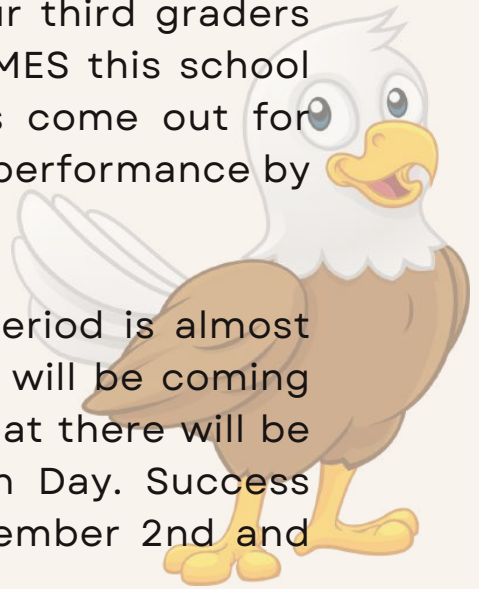 ur third graders
MES this school
s come out for
performance by
eriod is almost
will be coming
at there will be
n Day. Success
ember 2nd and